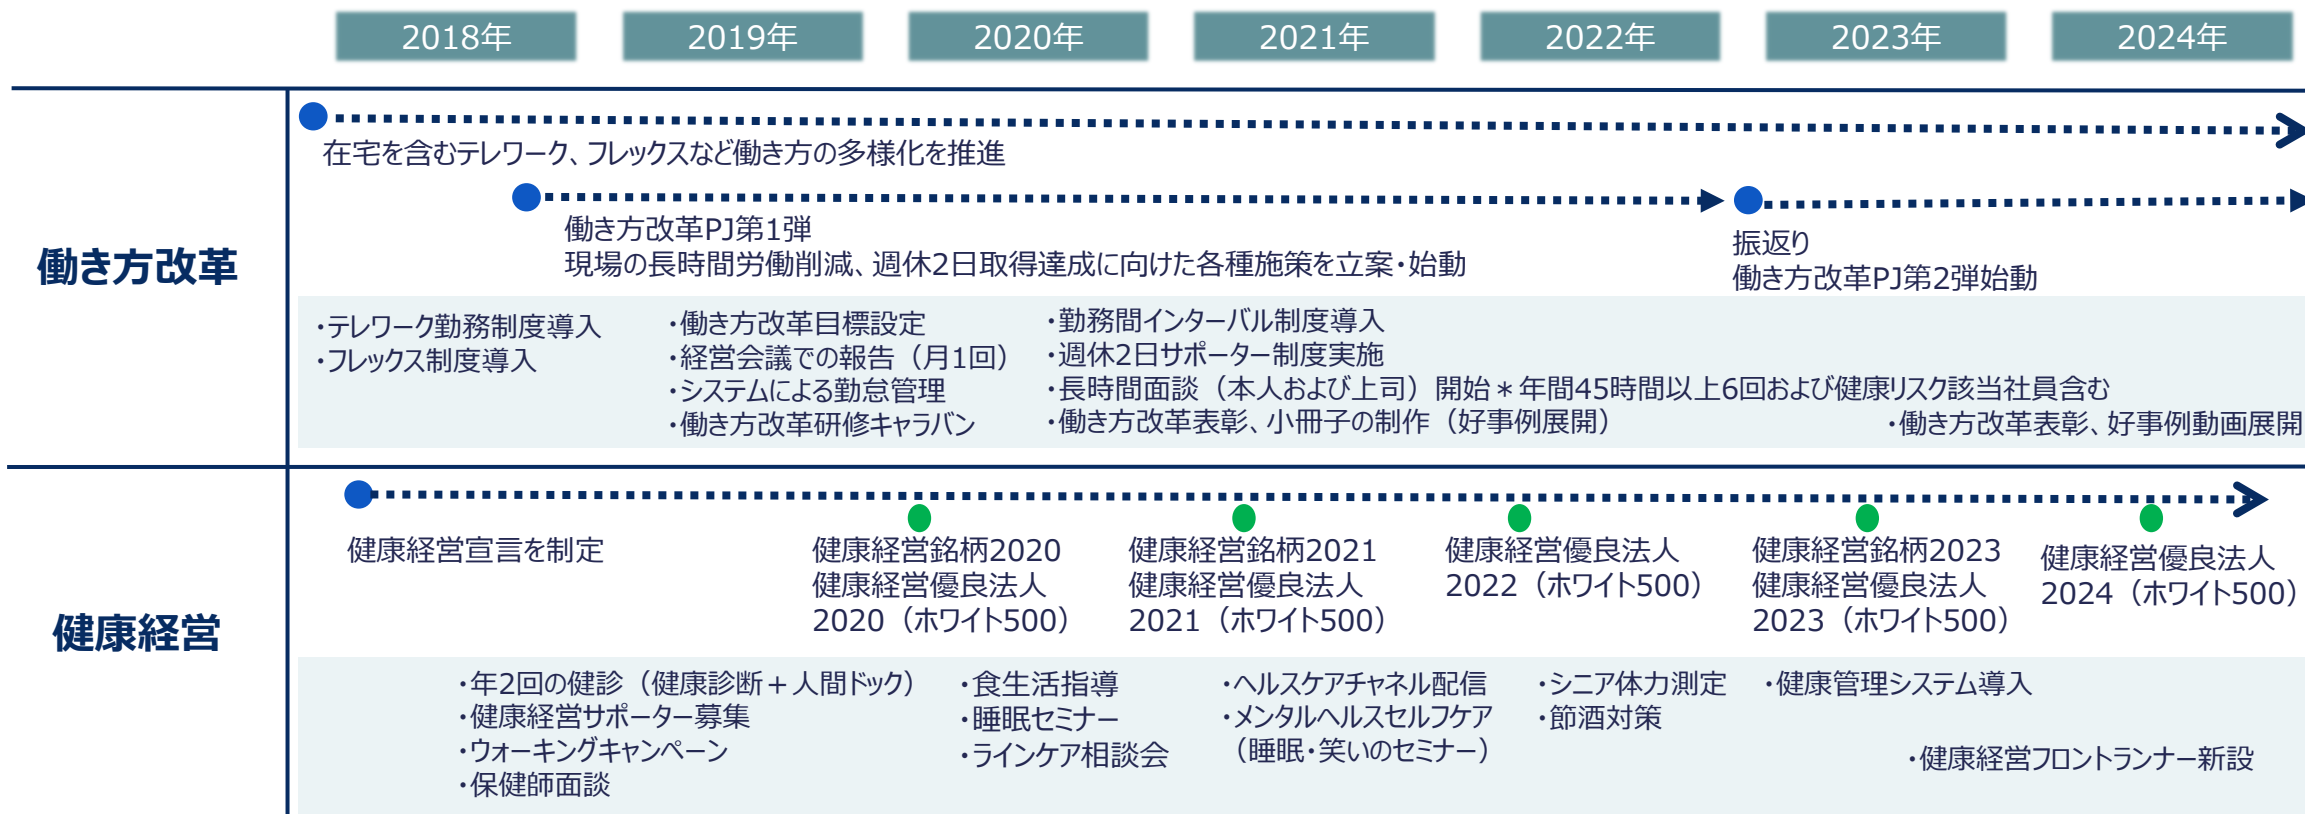 2018年
2019年
2020年
2021年
2022年
2023年
2024年
働き方改革
在宅を含むテレワーク、フレックスなど働き方の多様化を推進
働き方改革PJ第1弾
現場の長時間労働削減、週休2日取得達成に向けた各種施策を立案・始動
振返り
働き方改革PJ第2弾始動
・テレワーク勤務制度導入
・フレックス制度導入
・働き方改革目標設定
・経営会議での報告（月1回）
・システムによる勤怠管理
・働き方改革研修キャラバン
・勤務間インターバル制度導入
・週休2日サポーター制度実施
・長時間面談（本人および上司）開始＊年間45時間以上6回および健康リスク該当社員含む
・働き方改革表彰、小冊子の制作（好事例展開）
・働き方改革表彰、好事例動画展開
健康経営
健康経営宣言を制定
健康経営銘柄2020
健康経営優良法人
2020（ホワイト500）
健康経営銘柄2021
健康経営優良法人
2021（ホワイト500）
健康経営優良法人
2022（ホワイト500）
健康経営銘柄2023
健康経営優良法人
2023（ホワイト500）
健康経営優良法人
2024（ホワイト500）
・年2回の健診（健康診断＋人間ドック）
・健康経営サポーター募集
・ウォーキングキャンペーン
・保健師面談
・食生活指導
・睡眠セミナー
・ラインケア相談会
・ヘルスケアチャネル配信
・メンタルヘルスセルフケア
（睡眠・笑いのセミナー）
・シニア体力測定
・節酒対策
・健康管理システム導入
・健康経営フロントランナー新設